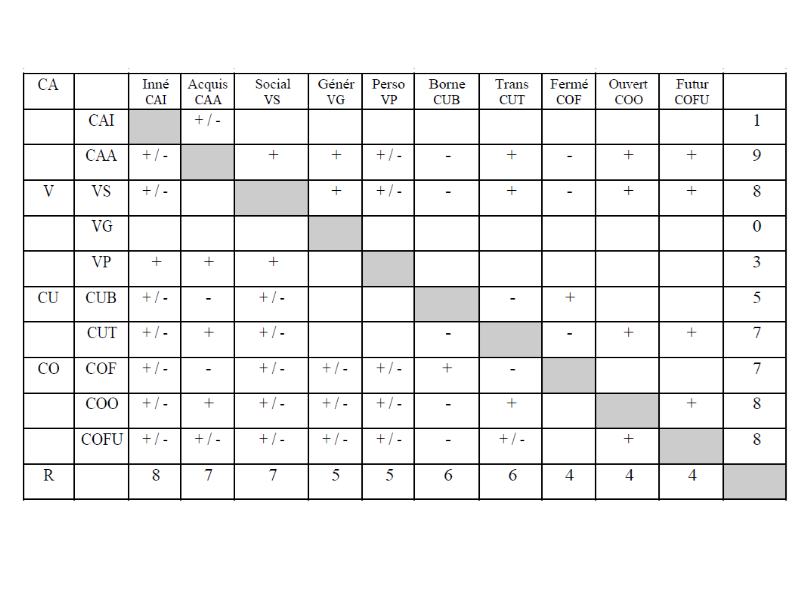 CA Inné Acquis Social Génér Perso Borne Trans Fermé Ouvert Futur
CAI CAA VS VG VP CUB CUT COF COO COFU
CAI + / - 1
CAA + / - + + + / - - + - + + 9
V VS + / - + + / - - + - + + 8
VG 0
VP + + + 3
CU CUB + / - - + / - - + 5
CUT + / - + + / - - - + + 7
CO COF + / - - + / - + / - + / - + - 7
COO + / - + + / - + / - + / - - + + 8
COFU + / - + / - + / - + / - + / - - + / - + 8
R 8 7 7 5 5 6 6 4 4 4